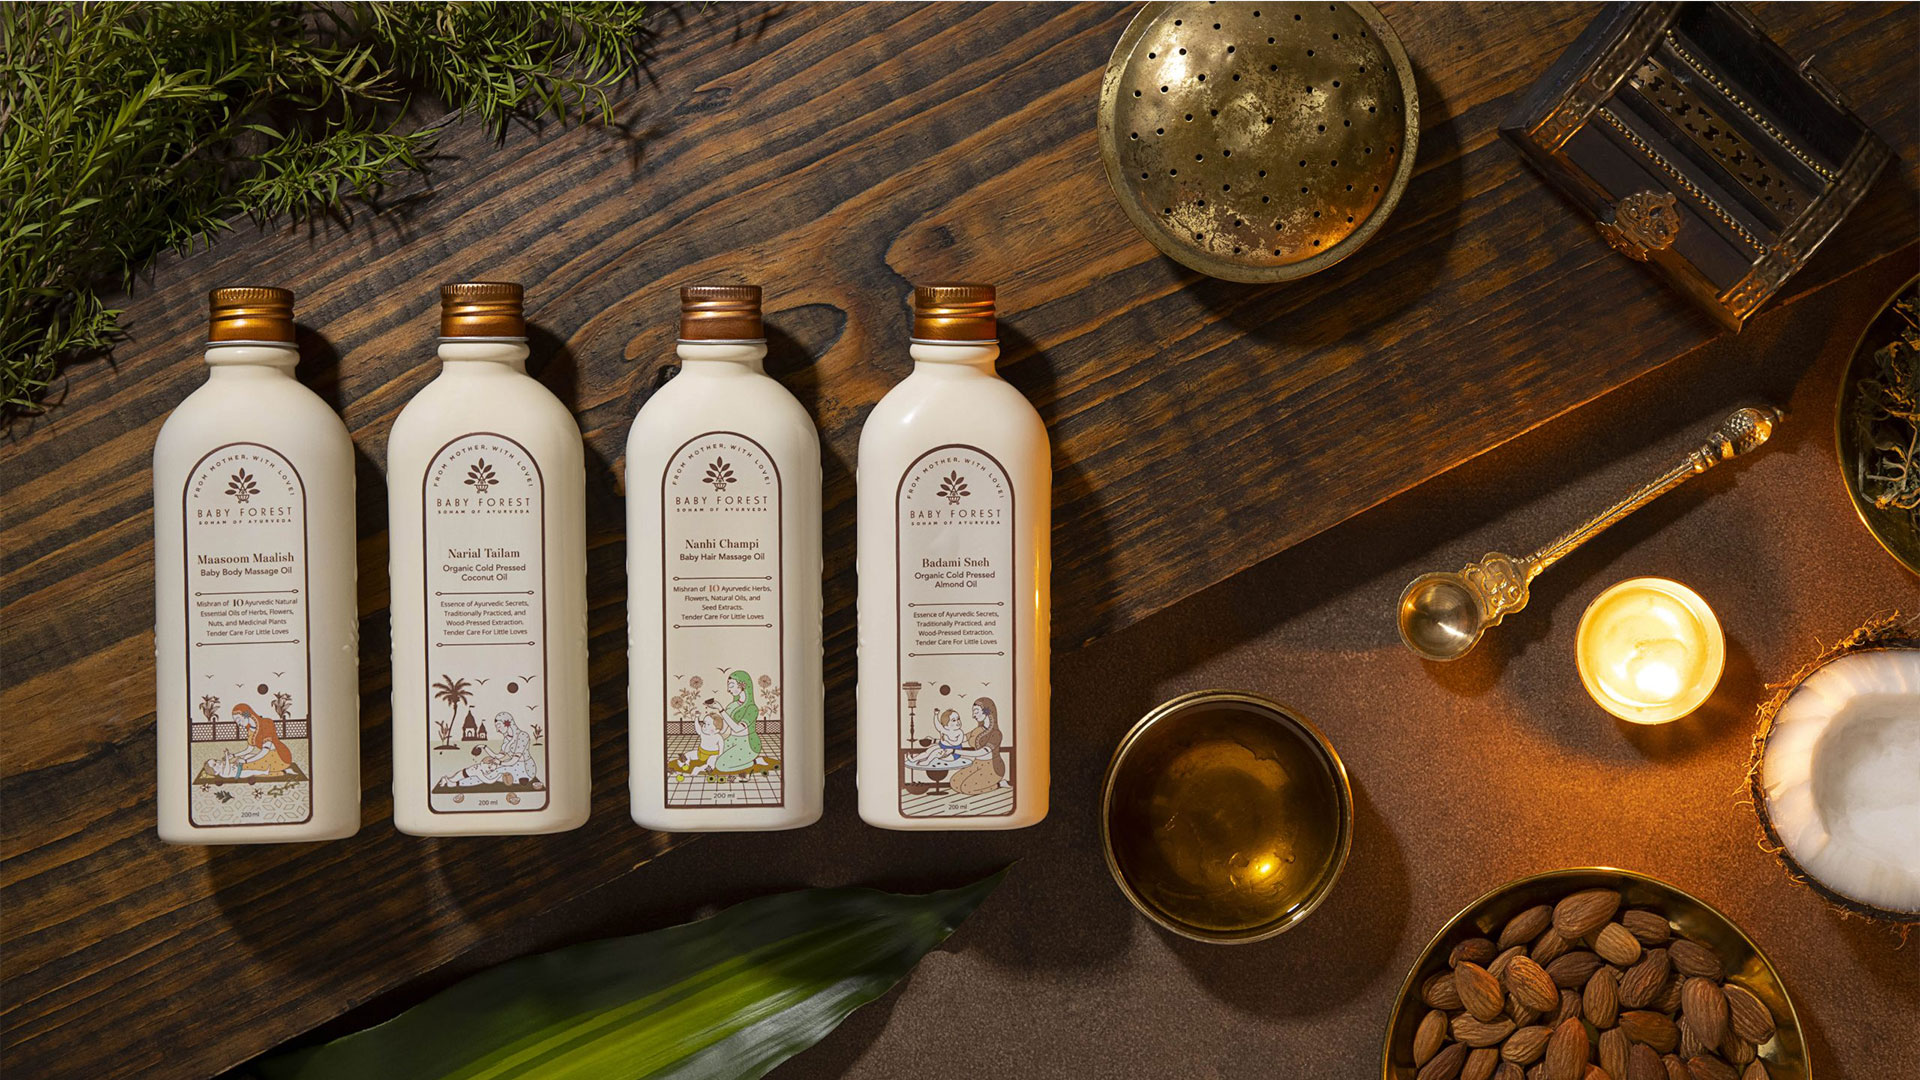 FROM MOTHER, WITH LOVE!
BABY FOREST
SOHAM OF AYURVEDA
Maasoom Maalish
Baby Body Massage Oil
Mishran of 10 Ayurvedic Natural
Essential Oils of Herbs, Flowers,
Nuts, and Medicinal Plants
Tender Care For Little Loves
200 ml
FROM MOTHER, WITH LOVE!
BABY FOREST
SOHAM OF AYURVEDA
Narial Tailam
Organic Cold Pressed
Coconut Oil
Essence of Ayurvedic Secrets,
Traditionally Practiced, and
Wood-Pressed Extraction.
Tender Care For Little Loves
200 ml
FROM MOTHER, WITH LOVE!
BABY FOREST
SOHAM OF AYURVEDA
Nanhi Champi
Baby Hair Massage Oil
Mishran of 10 Ayurvedic Herbs,
Flowers, Natural Oils, and
Seed Extracts.
Tender Care For Little Loves
200 ml
FROM MOTHER, WITH LOVE!
BABY FOREST
SOHAM OF AYURVEDA
Badami Sneh
Organic Cold Pressed
Almond Oil
Essence of Ayurvedic Secrets,
Traditionally Practiced, and
Wood-Pressed Extraction.
Tender Care For Little Loves
200 ml